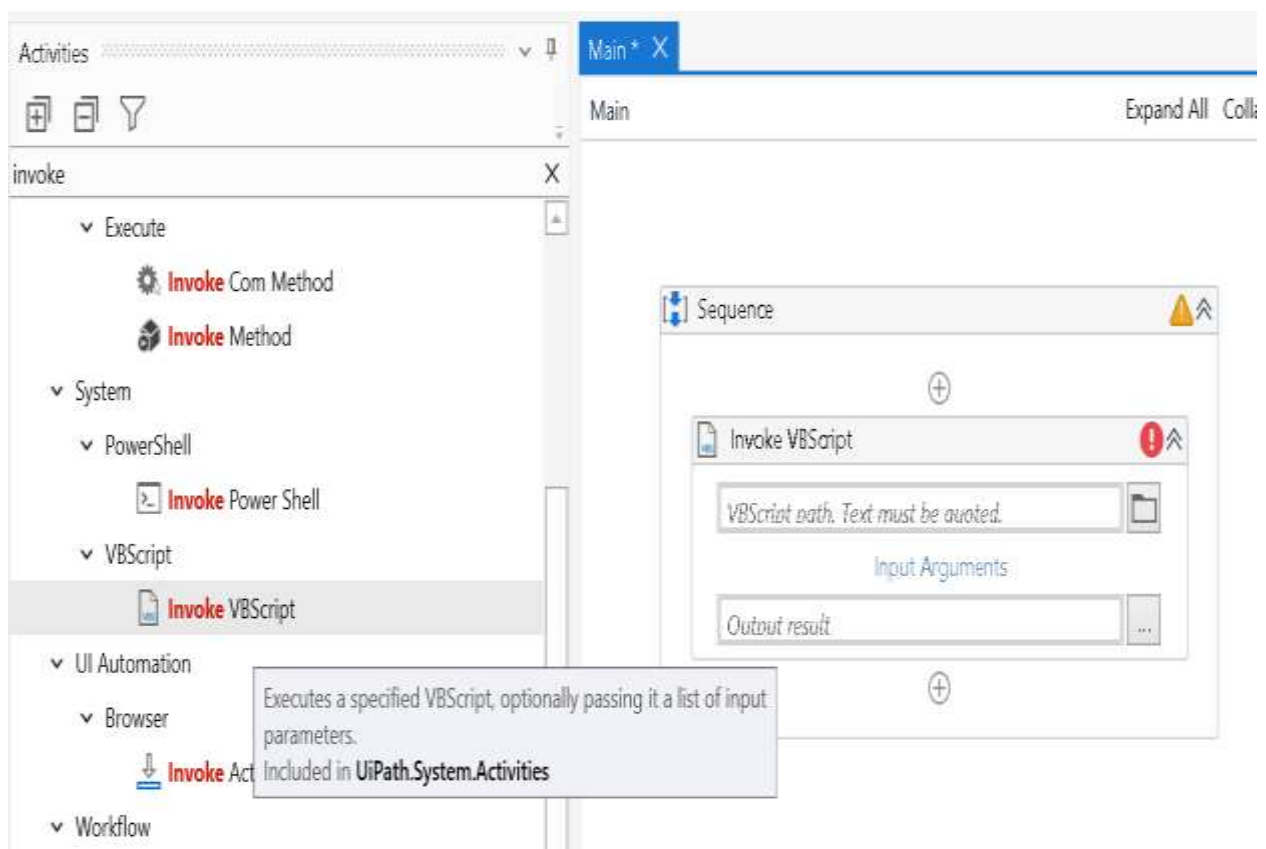 Activities
invoke
Execute
Invoke Com Method
Invoke Method
System
PowerShell
Invoke Power Shell
VBScript
Invoke VBScript
UI Automation
Browser
Invoke Act
Workflow
Executes a specified VBScript, optionally passing it a list of input
parameters.
Included in UiPath.System.Activities
Main* X
Main
Expand All Colla
Sequence
Invoke VBScript
VBScript path. Text must be quoted.
Input Arguments
Output result
...